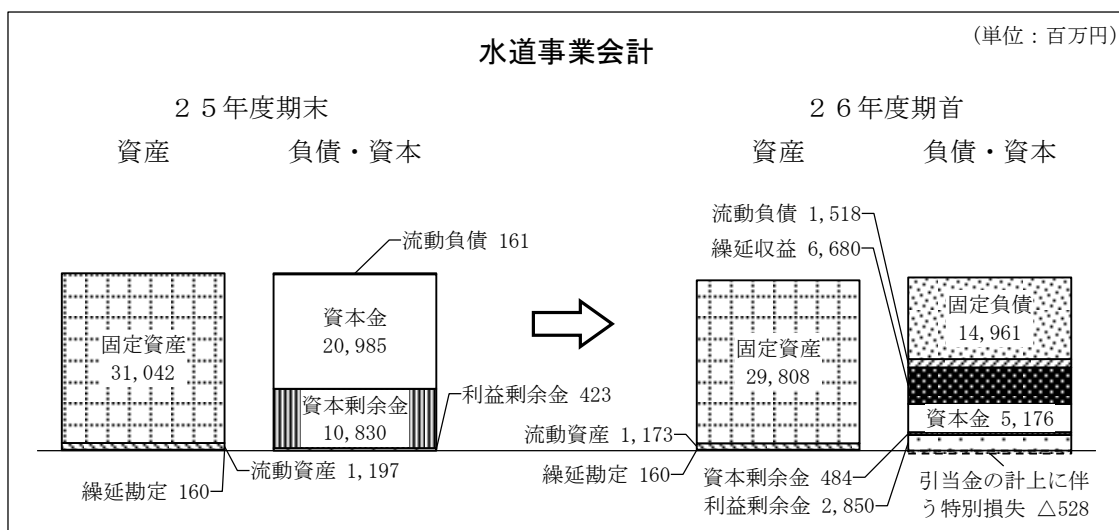 水道事業会計
(単位：百万円)
２５年度期末
資産
負債・資本
流動負債 161
固定資産
31,042
資本金
20,985
資本剰余金
10,830
利益剰余金 423
流動資産 1,197
繰延勘定 160
２６年度期首
資産
負債・資本
流動負債 1,518
繰延収益 6,680
固定資産
29,808
固定負債
14,961
資本金 5,176
流動資産 1,173
繰延勘定 160
資本剰余金 484
利益剰余金 2,850
引当金の計上に伴
う特別損失 △528